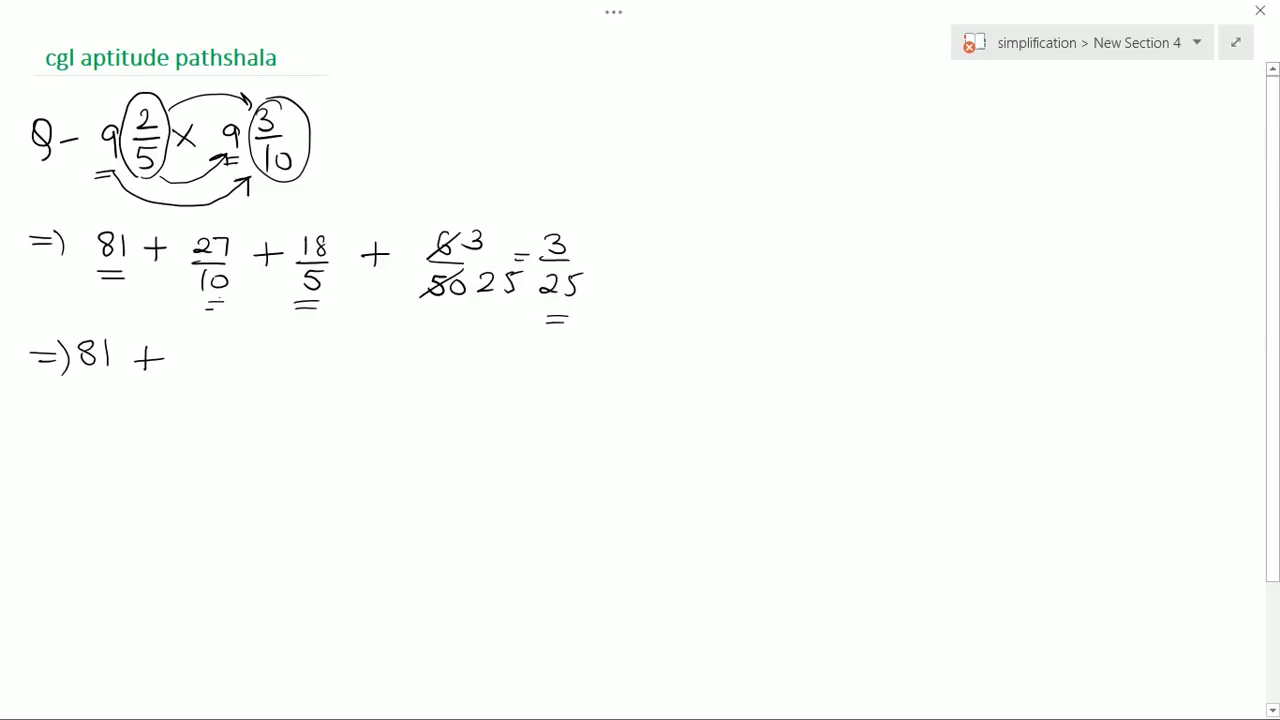 ...
simplification > New Section 4
cgl aptitude pathshala
Q - 9 2/5 × 9 3/10
=) 81 + 27/10 + 18/5 + 6/50 3/25 = 3/25
=) 81 +